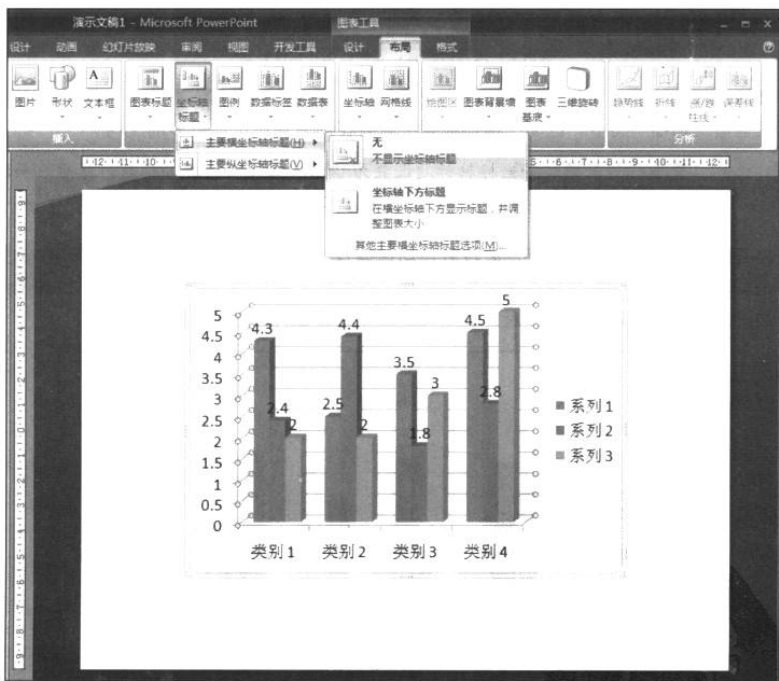 演示文稿1 - Microsoft PowerPoint
图表工具
设计 动画 幻灯片放映 审阅 视图 开发工具 设计 布局 格式
图片 形状 文本框 图表标题 坐标轴标题 图例 数据标签 数据表 坐标轴 网格线 绘图区 图表背景墙 图表基底 三维旋转 趋势线 折线 涨/跌柱线 误差线
插入 分析
主要横坐标轴标题(H)
主要纵坐标轴标题(V)
无
不显示坐标轴标题
坐标轴下方标题
在横坐标轴下方显示标题，并调
整图表大小
其他主要横坐标轴标题选项(M)...
5
4.5
4
3.5
3
2.5
2
1.5
1
0.5
0
4.3 2.4 2
2.5 4.4 2
3.5 1.8 3
4.5 2.8 5
类别 1 类别 2 类别 3 类别 4
系列 1
系列 2
系列 3